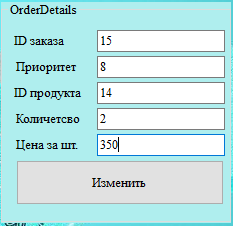 OrderDetails
ID заказа 15
Приоритет 8
ID продукта 14
Количетсво 2
Цена за шт. 350
Изменить